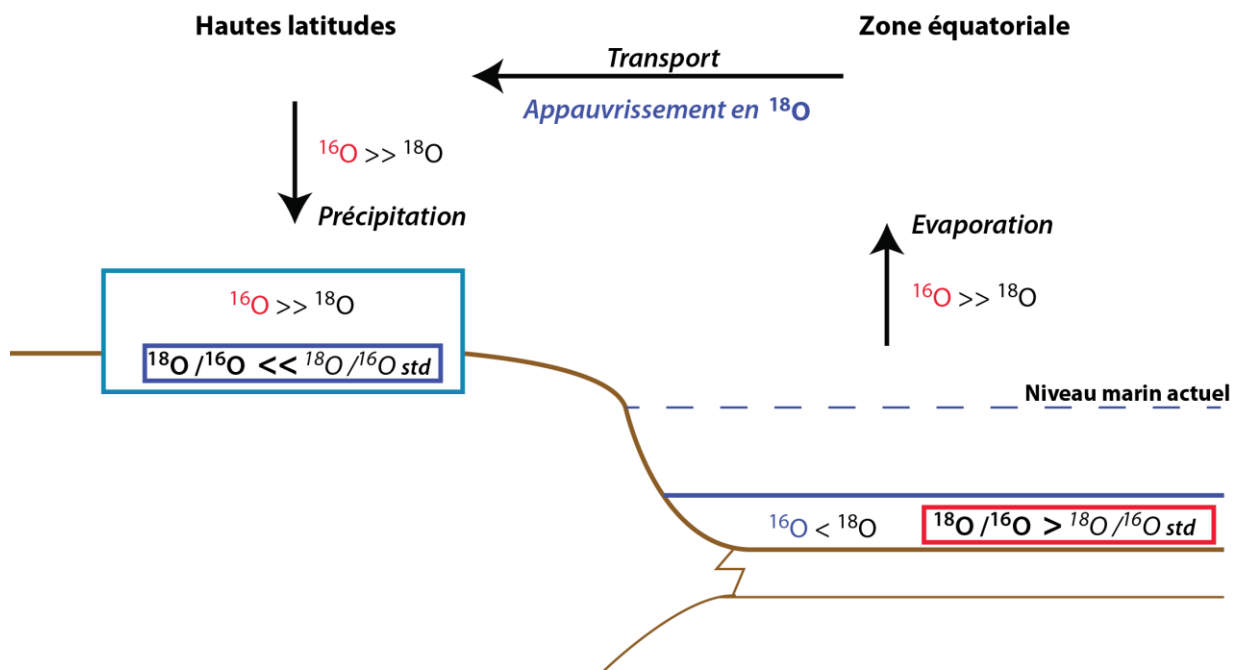 Hautes latitudes
Zone équatoriale
Transport
Appauvrissement en ¹⁸O
¹⁶O >> ¹⁸O
Précipitation
Evaporation
¹⁶O >> ¹⁸O
¹⁶O >> ¹⁸O
¹⁸O/¹⁶O << ¹⁸O/¹⁶O std
Niveau marin actuel
¹⁶O < ¹⁸O
¹⁸O/¹⁶O > ¹⁸O/¹⁶O std